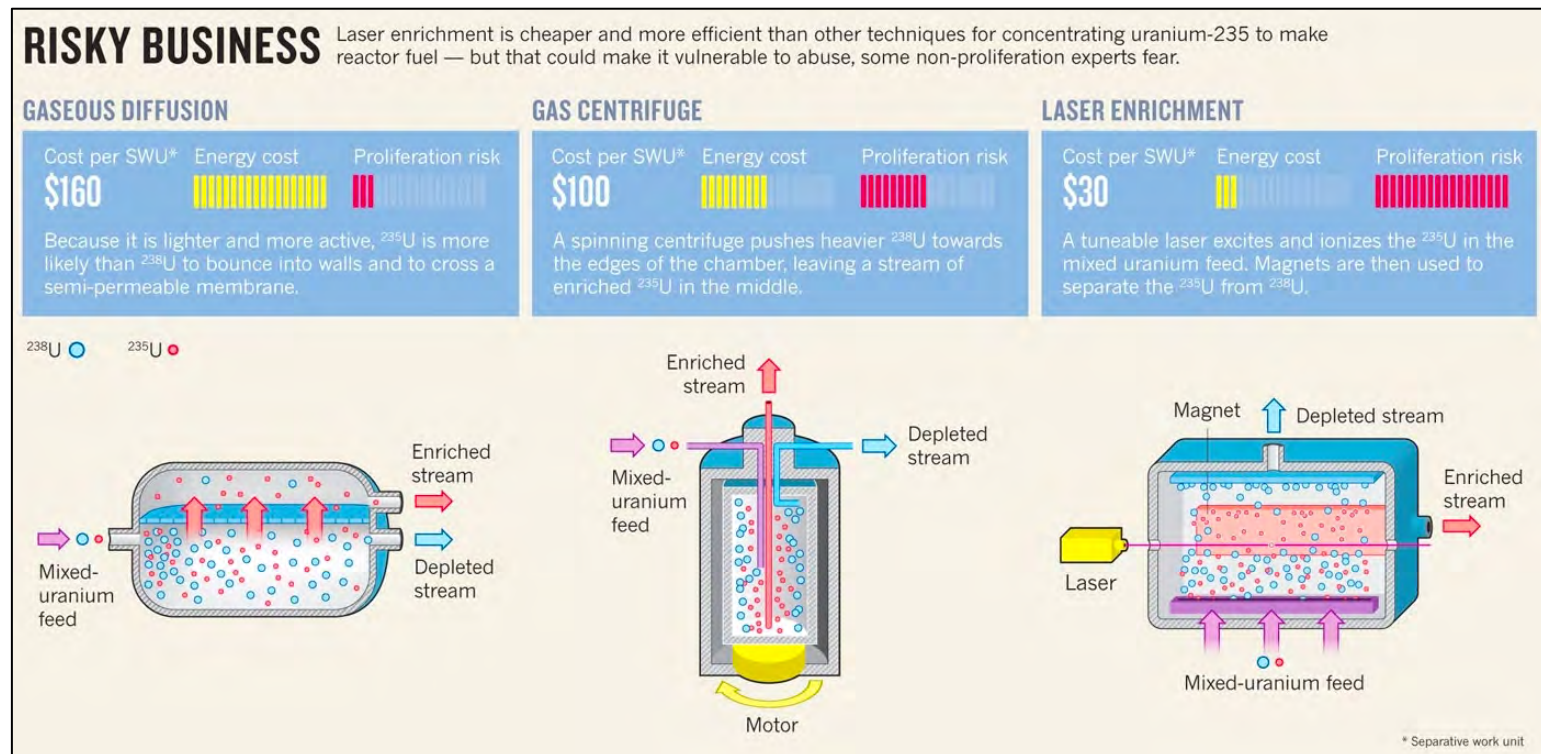 RISKY BUSINESS
Laser enrichment is cheaper and more efficient than other techniques for concentrating uranium-235 to make
reactor fuel — but that could make it vulnerable to abuse, some non-proliferation experts fear.
GASEOUS DIFFUSION
Cost per SWU* Energy cost Proliferation risk
$160
Because it is lighter and more active, ²³⁵U is more
likely than ²³⁸U to bounce into walls and to cross a
semi-permeable membrane.
GAS CENTRIFUGE
Cost per SWU* Energy cost Proliferation risk
$100
A spinning centrifuge pushes heavier ²³⁸U towards
the edges of the chamber, leaving a stream of
enriched ²³⁵U in the middle.
LASER ENRICHMENT
Cost per SWU* Energy cost Proliferation risk
$30
A tuneable laser excites and ionizes the ²³⁵U in the
mixed uranium feed. Magnets are then used to
separate the ²³⁵U from ²³⁸U.
²³⁸U ²³⁵U
Enriched
stream
Mixed-
uranium
feed
Depleted
stream
Enriched
stream
Mixed-
uranium
feed
Depleted
stream
Motor
Magnet
Depleted stream
Enriched
stream
Laser
Mixed-uranium feed
* Separative work unit